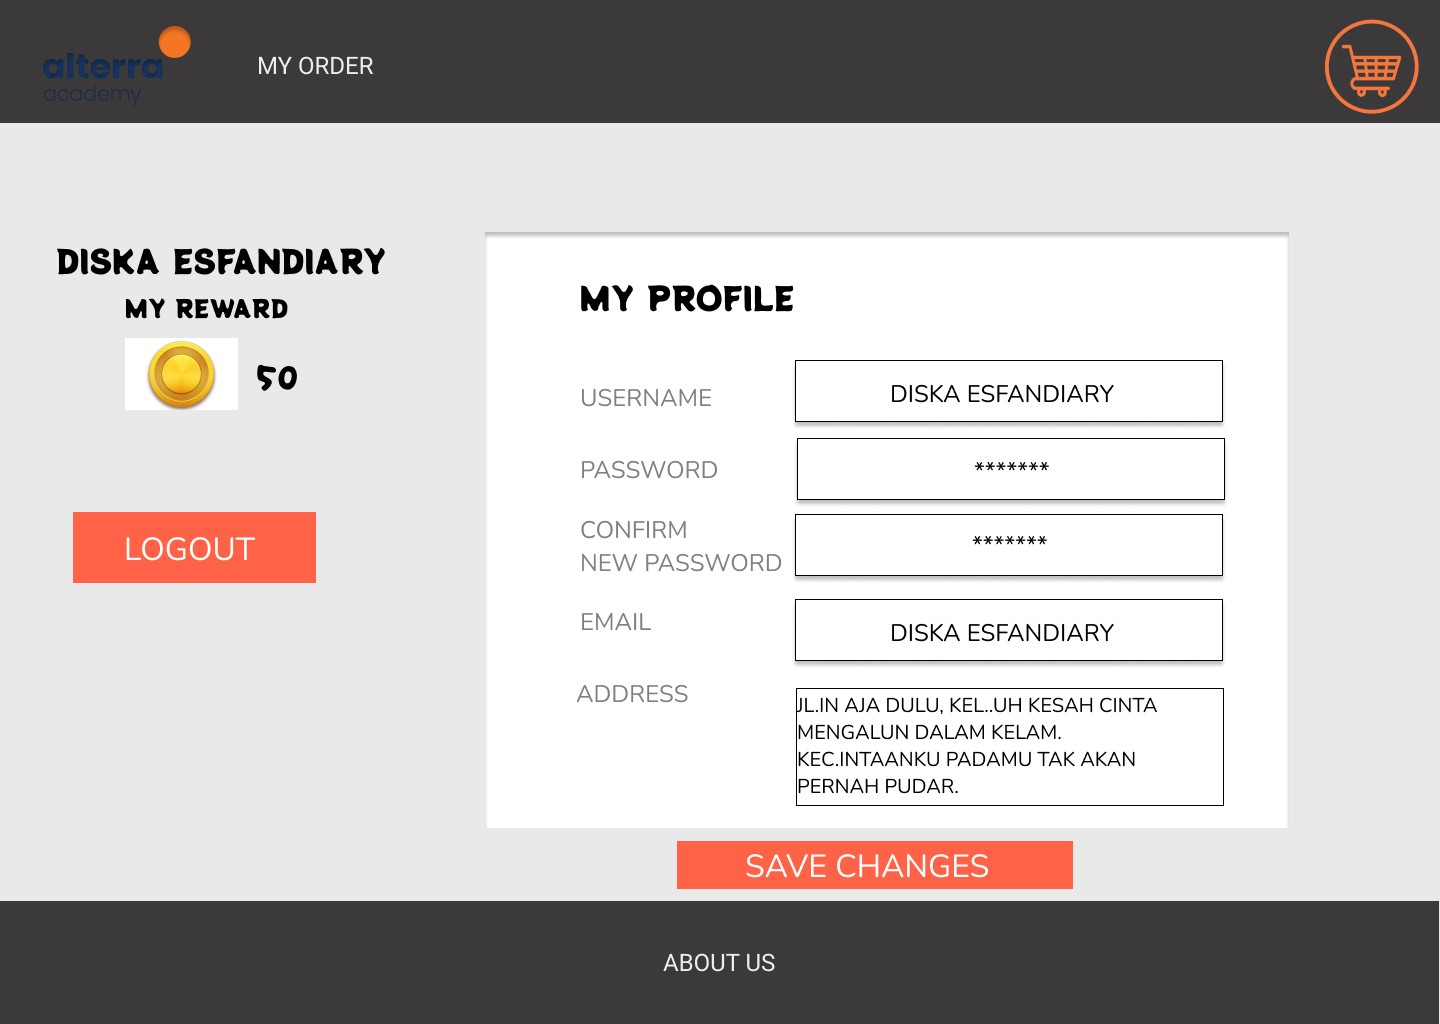 alterra
academy
MY ORDER
DISKA ESFANDIARY
MY REWARD
50
LOGOUT
MY PROFILE
USERNAME
DISKA ESFANDIARY
PASSWORD
*******
CONFIRM
NEW PASSWORD
*******
EMAIL
DISKA ESFANDIARY
ADDRESS
JL.IN AJA DULU, KEL..UH KESAH CINTA
MENGALUN DALAM KELAM.
KEC.INTAANKU PADAMU TAK AKAN
PERNAH PUDAR.
SAVE CHANGES
ABOUT US